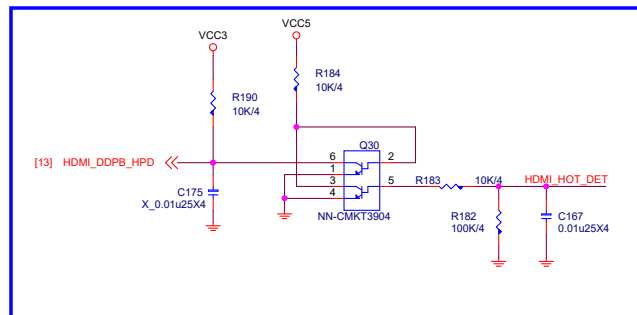 VCC3
VCC5
R190
10K/4
R184
10K/4
[13] HDMI_DDPB_HPD
Q30
6
1
3
4
2
5
NN-CMKT3904
C175
X_0.01u25X4
R183
10K/4
HDMI_HOT_DET
R182
100K/4
C167
0.01u25X4